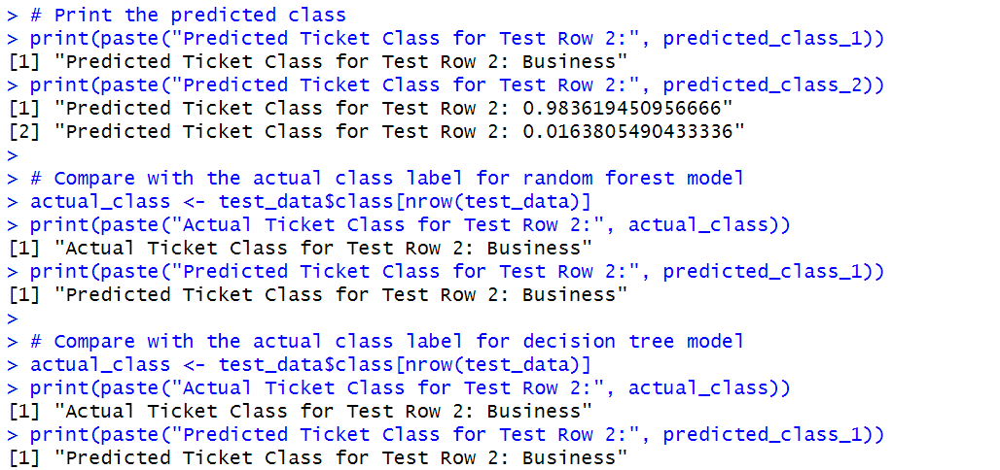 > # Print the predicted class
> print(paste("Predicted Ticket Class for Test Row 2:", predicted_class_1))
[1] "Predicted Ticket Class for Test Row 2: Business"
> print(paste("Predicted Ticket Class for Test Row 2:", predicted_class_2))
[1] "Predicted Ticket Class for Test Row 2: 0.983619450956666"
[2] "Predicted Ticket Class for Test Row 2: 0.0163805490433336"
>
> # Compare with the actual class label for random forest model
> actual_class <- test_data$class[nrow(test_data)]
> print(paste("Actual Ticket Class for Test Row 2:", actual_class))
[1] "Actual Ticket Class for Test Row 2: Business"
> print(paste("Predicted Ticket Class for Test Row 2:", predicted_class_1))
[1] "Predicted Ticket Class for Test Row 2: Business"
>
> # Compare with the actual class label for decision tree model
> actual_class <- test_data$class[nrow(test_data)]
> print(paste("Actual Ticket Class for Test Row 2:", actual_class))
[1] "Actual Ticket Class for Test Row 2: Business"
> print(paste("Predicted Ticket Class for Test Row 2:", predicted_class_1))
[1] "Predicted Ticket Class for Test Row 2: Business"